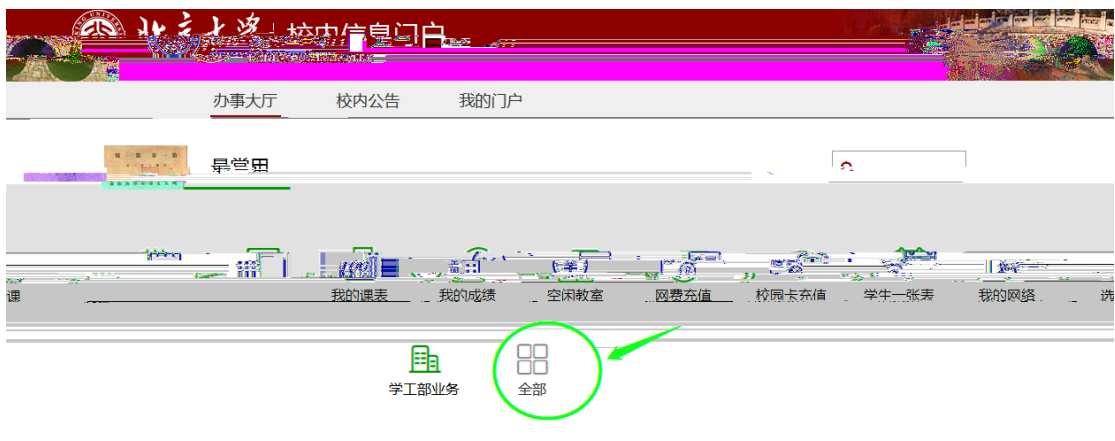 北京大学 校内信息门户
办事大厅 校内公告 我的门户
最常用
课 我的课表 我的成绩 空闲教室 网费充值 校园卡充值 学生一张表 我的网络 选
学工部业务 全部